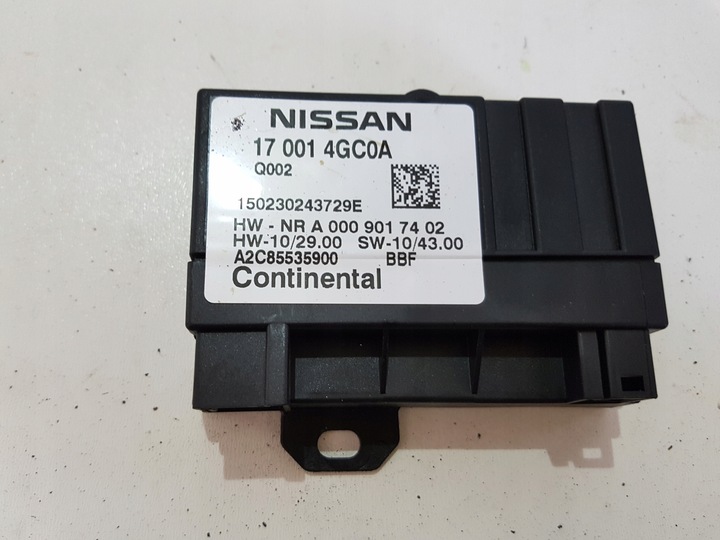 NISSAN
17 001 4GC0A
Q002
150230243729E
HW - NR A 000 901 74 02
HW-10/29.00 SW-10/43.00
A2C85535900 BBF
Continental